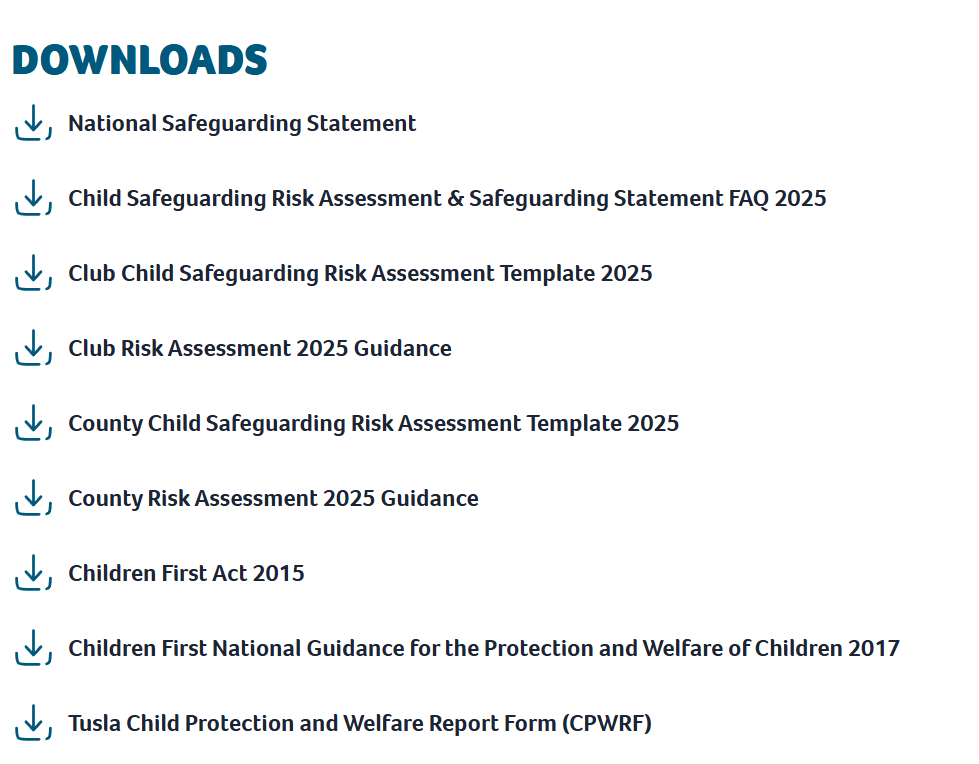 DOWNLOADS
National Safeguarding Statement
Child Safeguarding Risk Assessment & Safeguarding Statement FAQ 2025
Club Child Safeguarding Risk Assessment Template 2025
Club Risk Assessment 2025 Guidance
County Child Safeguarding Risk Assessment Template 2025
County Risk Assessment 2025 Guidance
Children First Act 2015
Children First National Guidance for the Protection and Welfare of Children 2017
Tusla Child Protection and Welfare Report Form (CPWRF)